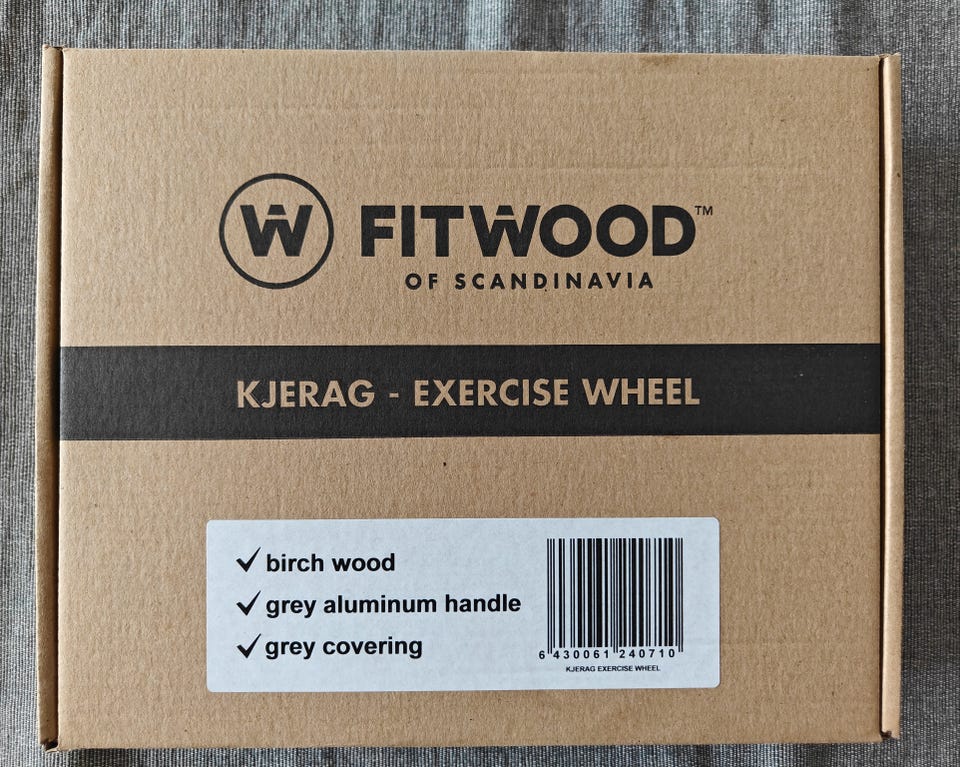 W FITWOOD™
OF SCANDINAVIA
KJERAG - EXERCISE WHEEL
✓ birch wood
✓ grey aluminum handle
✓ grey covering
6 430061 240710
KJERAG EXERCISE WHEEL